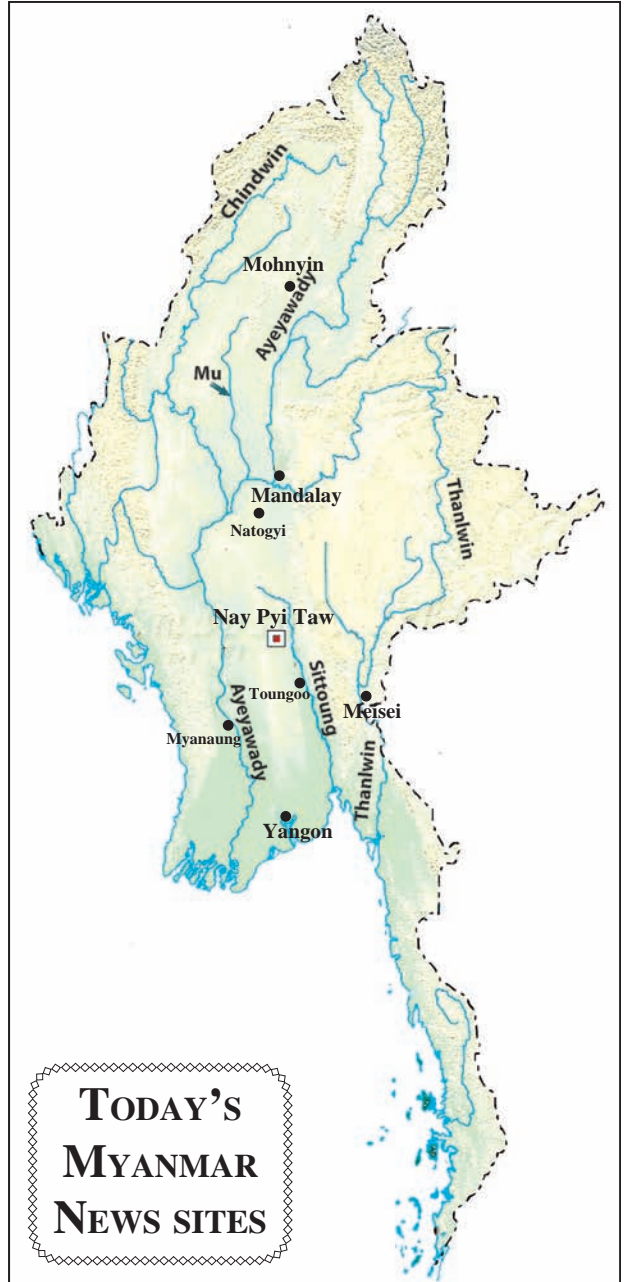 Chindwin
Mohnyin
Ayeyawady
Mu
Mandalay
Natogyi
Thanlwin
Nay Pyi Taw
Toungoo
Sittoung
Meisei
Myanaung
Ayeyawady
Thanlwin
Yangon
TODAY'S
MYANMAR
NEWS SITES